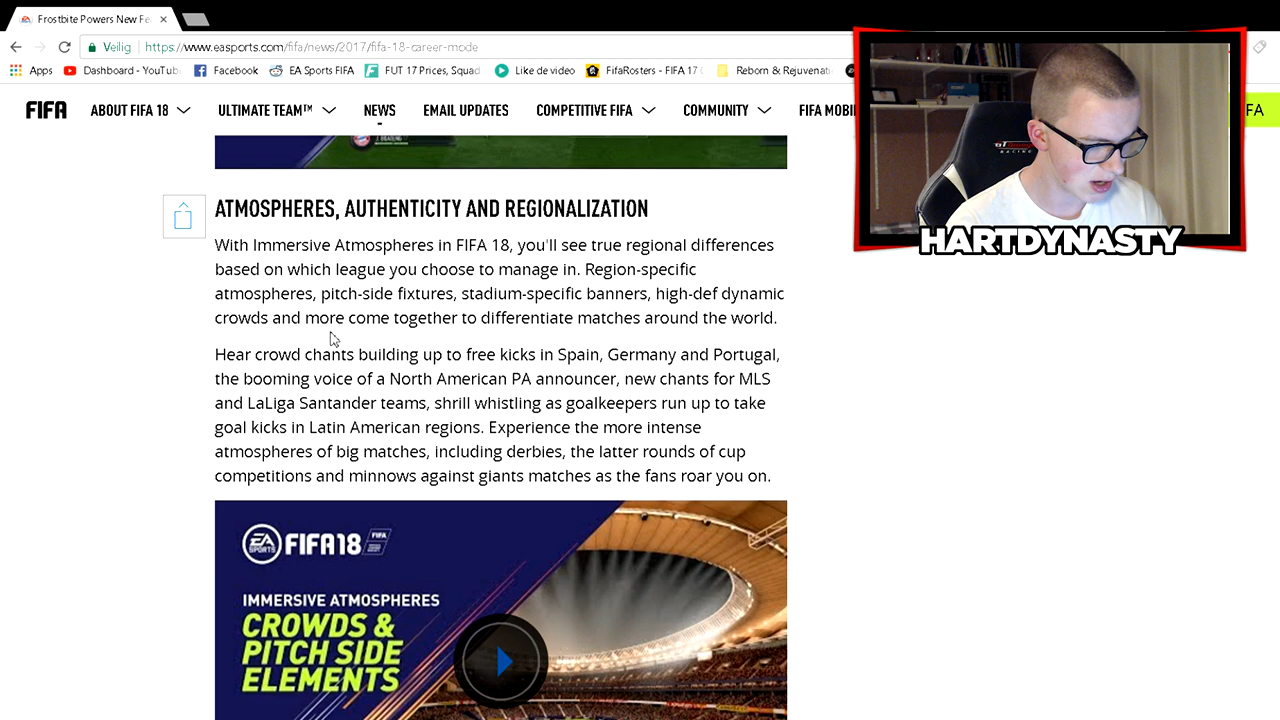 Frostbite Powers New Fe
Veilig https://www.easports.com/fifa/news/2017/fifa-18-career-mode
Apps Dashboard - YouTub Facebook EA Sports FIFA FUT 17 Prices, Squad Like de video FifaRosters - FIFA 17 Reborn & Rejuvenati
FIFA ABOUT FIFA 18 ULTIMATE TEAM™ NEWS EMAIL UPDATES COMPETITIVE FIFA COMMUNITY FIFA MOBI FA
ATMOSPHERES, AUTHENTICITY AND REGIONALIZATION
With Immersive Atmospheres in FIFA 18, you'll see true regional differences
based on which league you choose to manage in. Region-specific
atmospheres, pitch-side fixtures, stadium-specific banners, high-def dynamic
crowds and more come together to differentiate matches around the world.
Hear crowd chants building up to free kicks in Spain, Germany and Portugal,
the booming voice of a North American PA announcer, new chants for MLS
and LaLiga Santander teams, shrill whistling as goalkeepers run up to take
goal kicks in Latin American regions. Experience the more intense
atmospheres of big matches, including derbies, the latter rounds of cup
competitions and minnows against giants matches as the fans roar you on.
EA SPORTS FIFA18
IMMERSIVE ATMOSPHERES
CROWDS &
PITCH SIDE
ELEMENTS
RACING
HARTDYNASTY